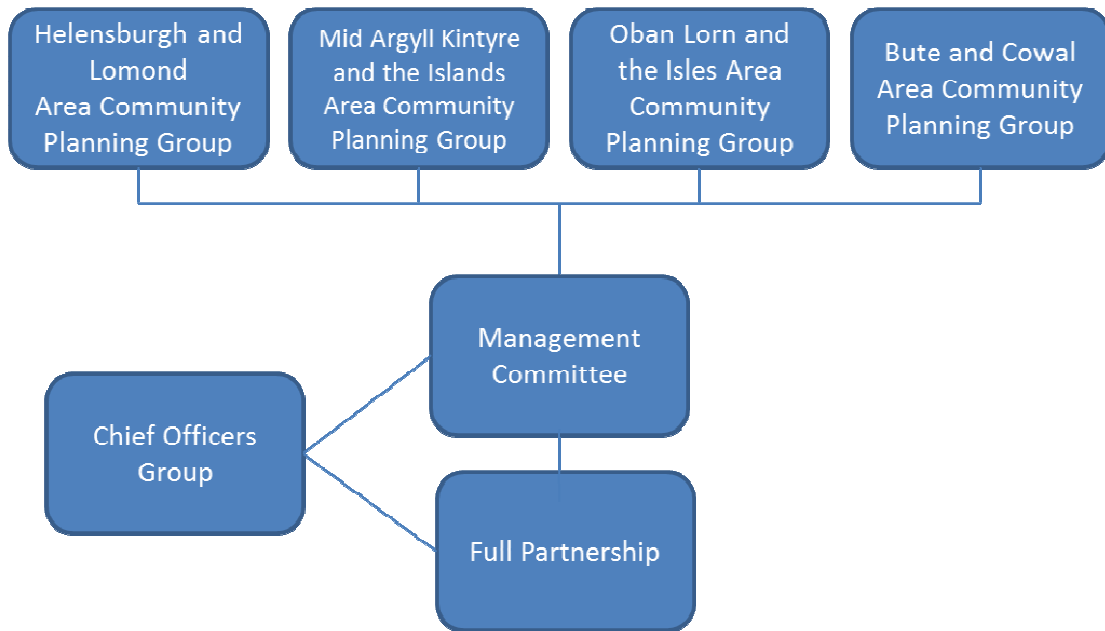 Helensburgh and
Lomond
Area Community
Planning Group
Mid Argyll Kintyre
and the Islands
Area Community
Planning Group
Oban Lorn and
the Isles Area
Community
Planning Group
Bute and Cowal
Area Community
Planning Group
Management
Committee
Chief Officers
Group
Full Partnership